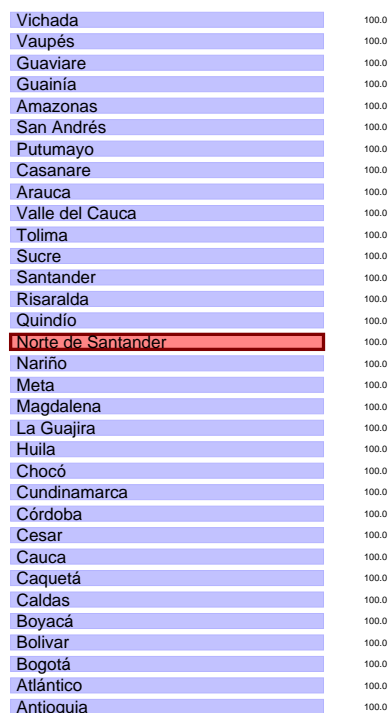 Vichada 100.0
Vaupés 100.0
Guaviare 100.0
Guainía 100.0
Amazonas 100.0
San Andrés 100.0
Putumayo 100.0
Casanare 100.0
Arauca 100.0
Valle del Cauca 100.0
Tolima 100.0
Sucre 100.0
Santander 100.0
Risaralda 100.0
Quindío 100.0
Norte de Santander 100.0
Nariño 100.0
Meta 100.0
Magdalena 100.0
La Guajira 100.0
Huila 100.0
Chocó 100.0
Cundinamarca 100.0
Córdoba 100.0
Cesar 100.0
Cauca 100.0
Caquetá 100.0
Caldas 100.0
Boyacá 100.0
Bolivar 100.0
Bogotá 100.0
Atlántico 100.0
Antioquia 100.0